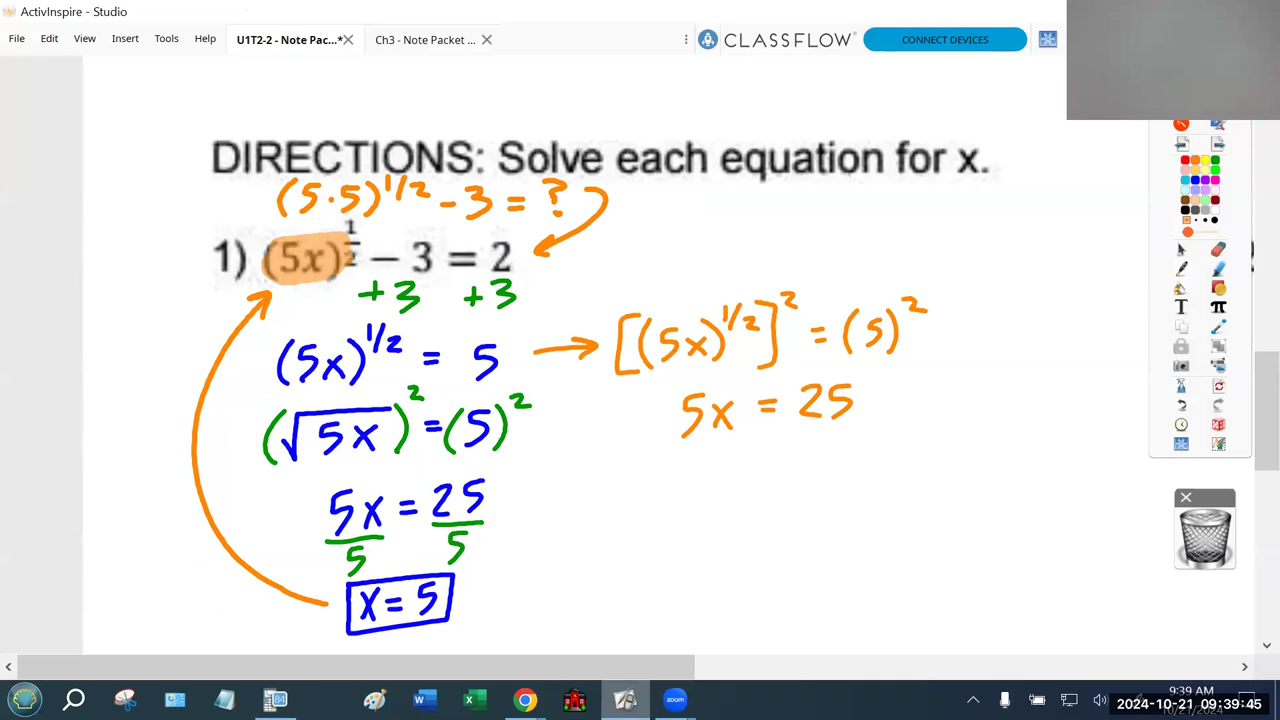 ActivInspire - Studio
File Edit View Insert Tools Help U1T2-2 - Note Pac...* Ch3 - Note Packet ... CLASSFLOW CONNECT DEVICES
DIRECTIONS: Solve each equation for x.
(5·5)^1/2 - 3 = ?
1) (5x)^1/2 − 3 = 2
+3 +3
(5x)^1/2 = 5 → [(5x)^1/2]^2 = (5)^2
5x = 25
(√5x)^2 = (5)^2
5x = 25
5 5
x = 5
9:39 AM
2024-10-21 09:39:45